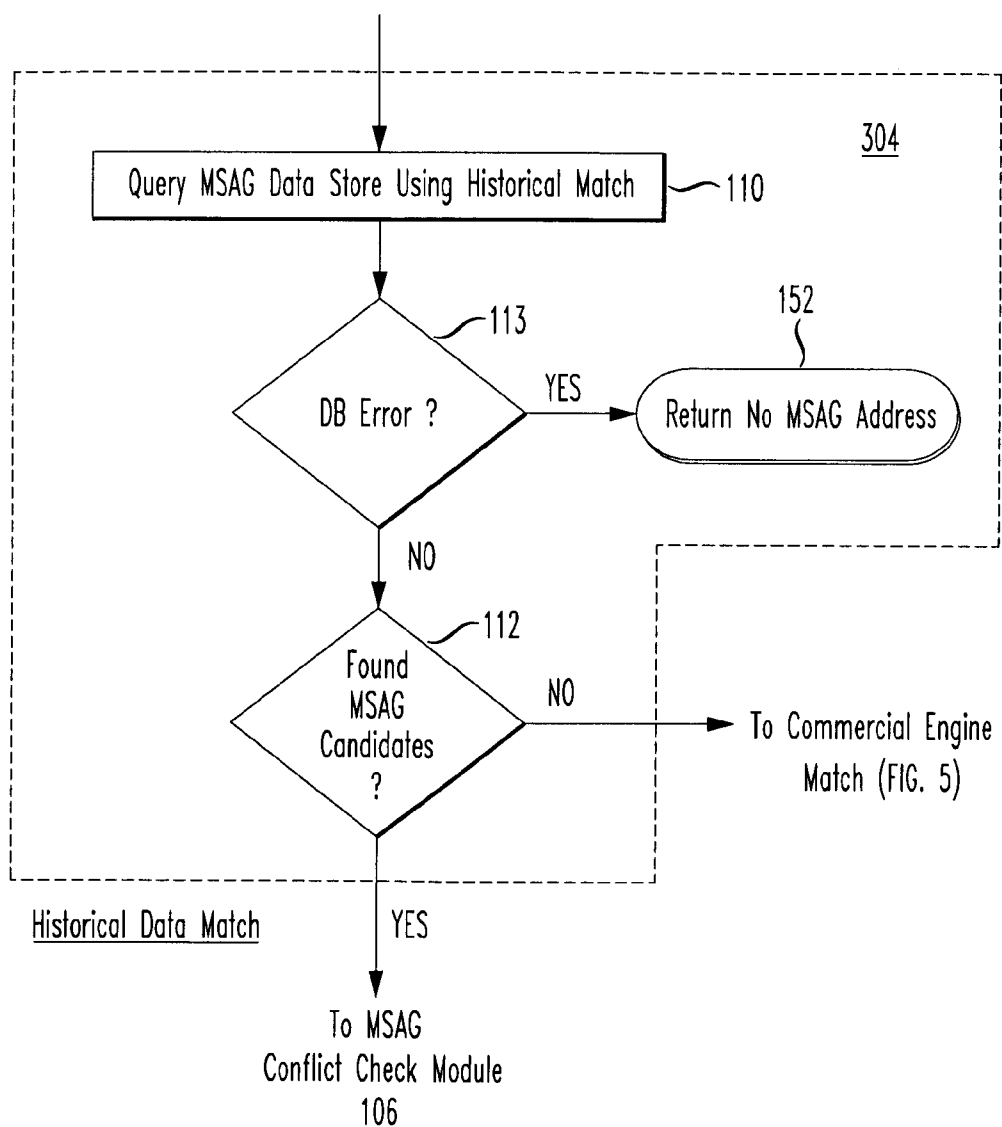 304
Query MSAG Data Store Using Historical Match
110
113
152
DB Error ?
YES
Return No MSAG Address
NO
112
Found
MSAG
Candidates
?
NO
To Commercial Engine
Match (FIG. 5)
Historical Data Match
YES
To MSAG
Conflict Check Module
106